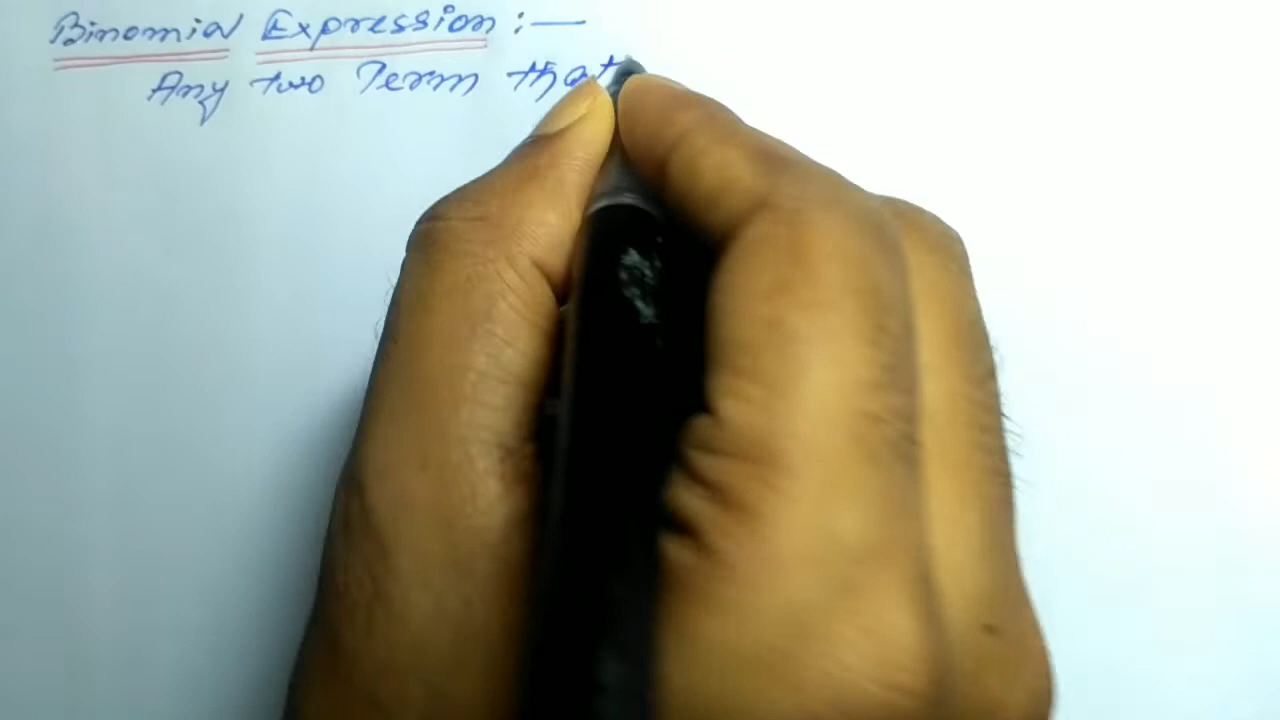 Binomial Expression :—
Any two Term that